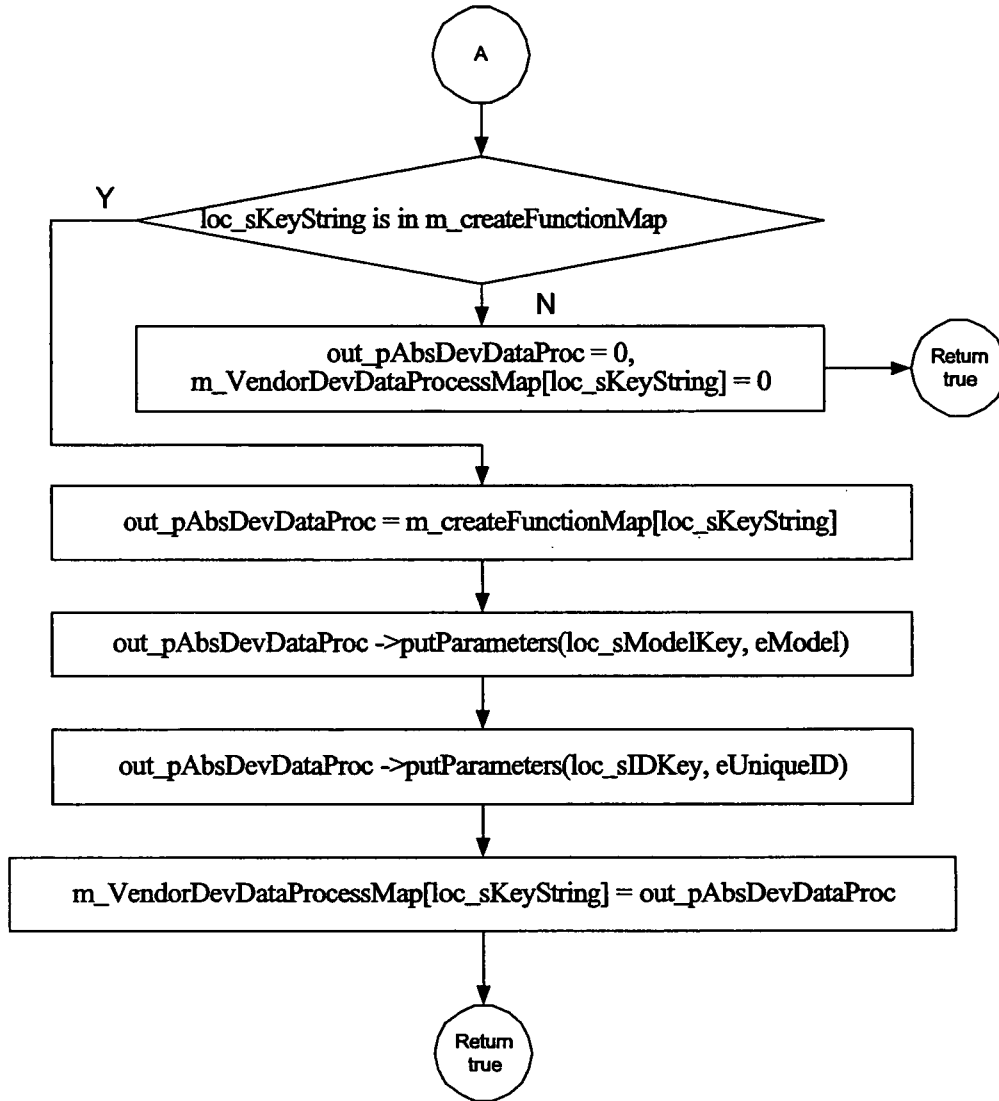 A
Y
loc_sKeyString is in m_createFunctionMap
N
out_pAbsDevDataProc = 0,
m_VendorDevDataProcessMap[loc_sKeyString] = 0
Return
true
out_pAbsDevDataProc = m_createFunctionMap[loc_sKeyString]
out_pAbsDevDataProc ->putParameters(loc_sModelKey, eModel)
out_pAbsDevDataProc ->putParameters(loc_sIDKey, eUniqueID)
m_VendorDevDataProcessMap[loc_sKeyString] = out_pAbsDevDataProc
Return
true